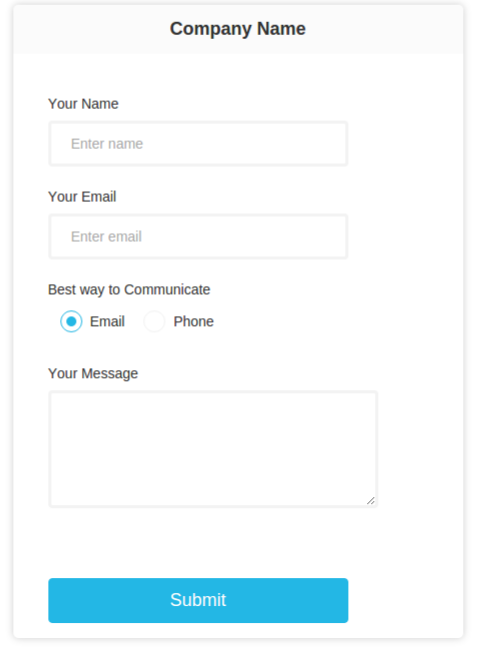 Company Name
Your Name
Enter name
Your Email
Enter email
Best way to Communicate
Email Phone
Your Message
Submit